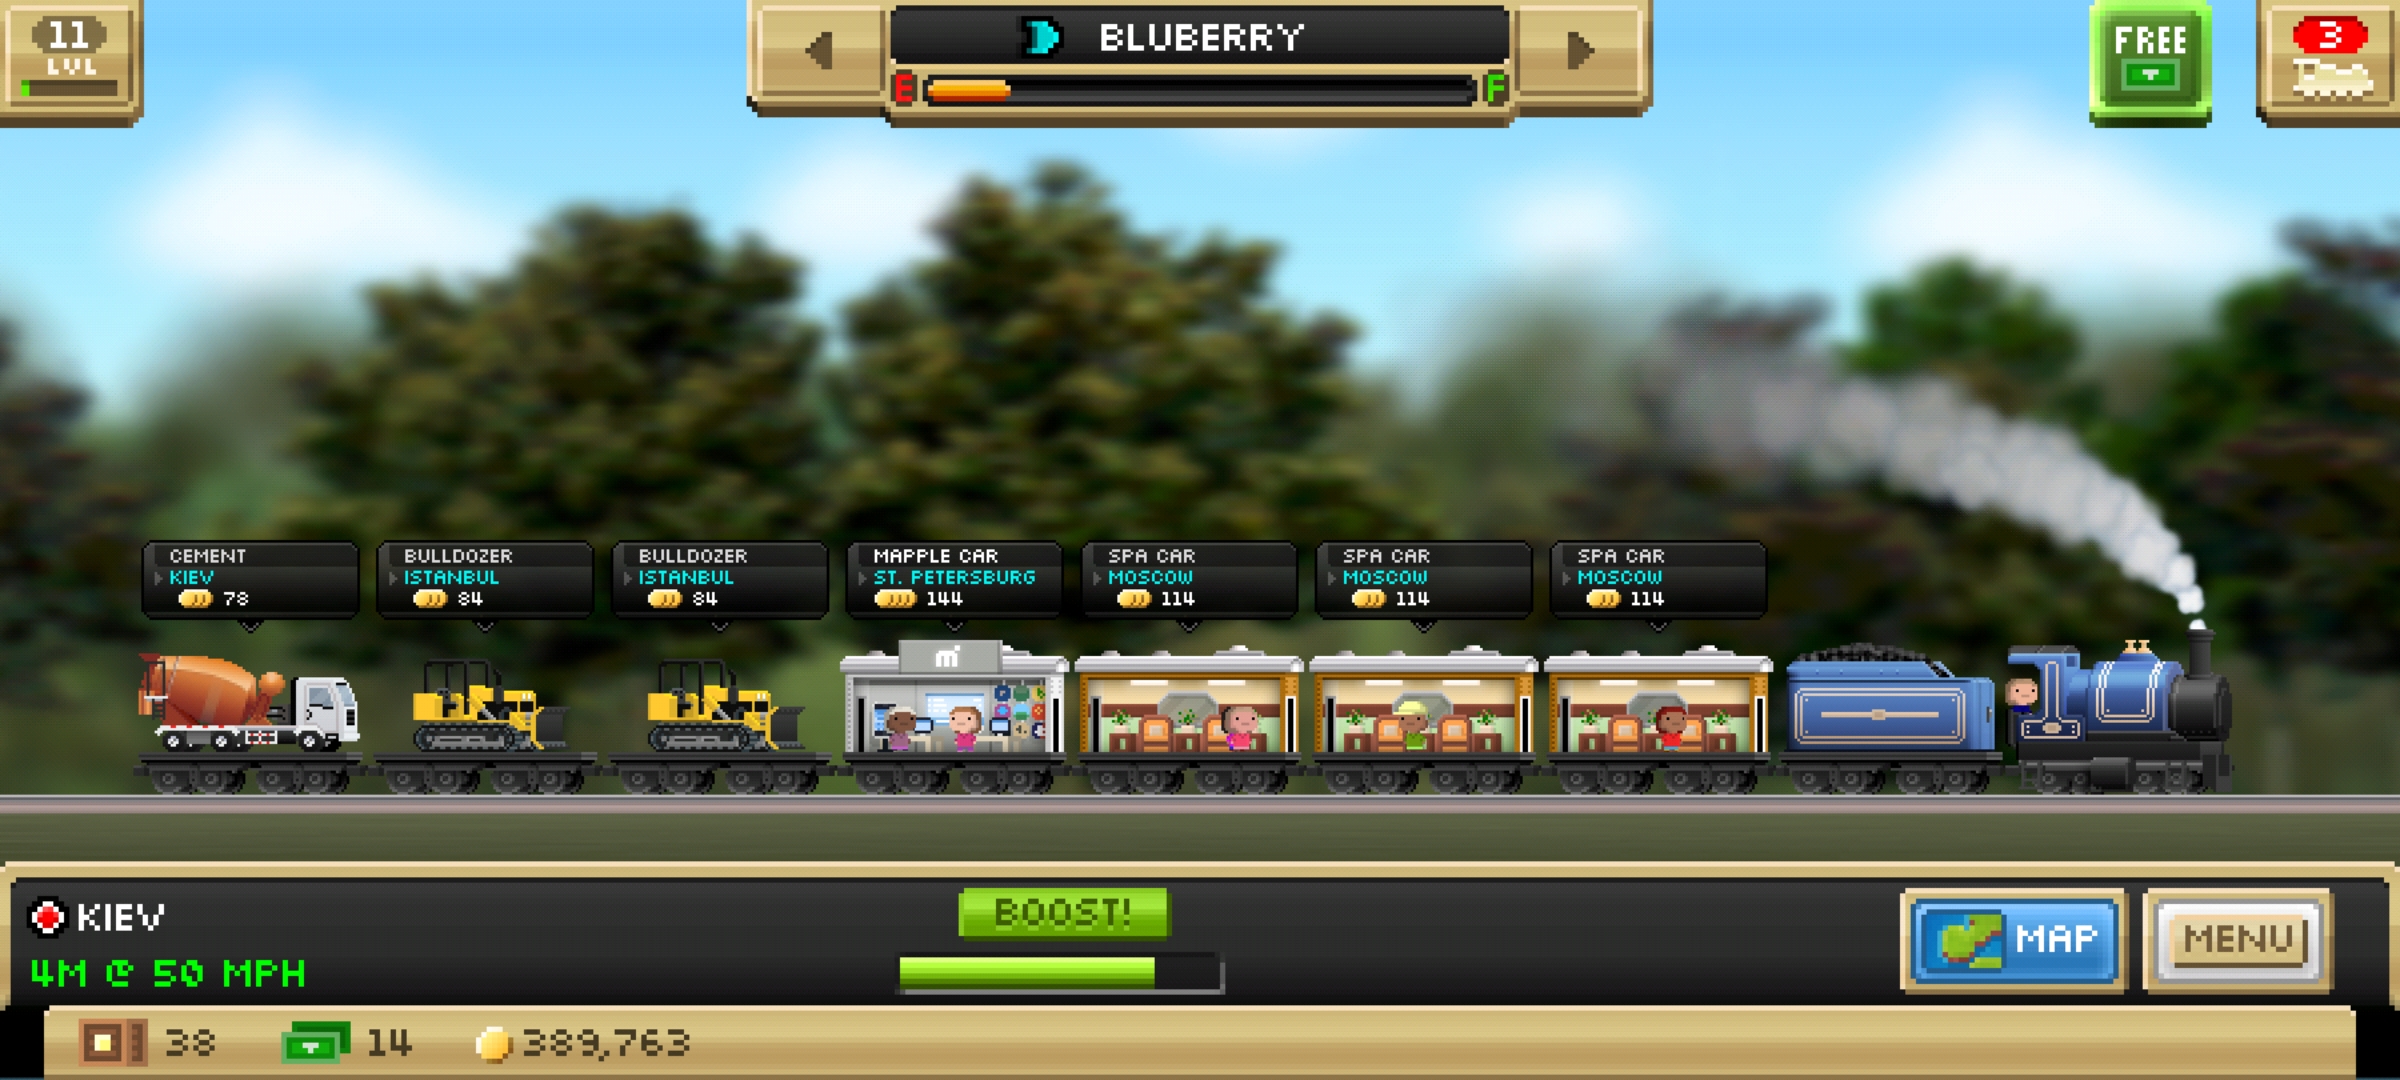 11
LVL
BLUBERRY
E
F
FREE
3
CEMENT
KIEV
78
BULLDOZER
ISTANBUL
84
BULLDOZER
ISTANBUL
84
MAPPLE CAR
ST. PETERSBURG
144
SPA CAR
MOSCOW
114
SPA CAR
MOSCOW
114
SPA CAR
MOSCOW
114
m
KIEV
4M @ 50 MPH
BOOST!
MAP
MENU
38
14
389,763